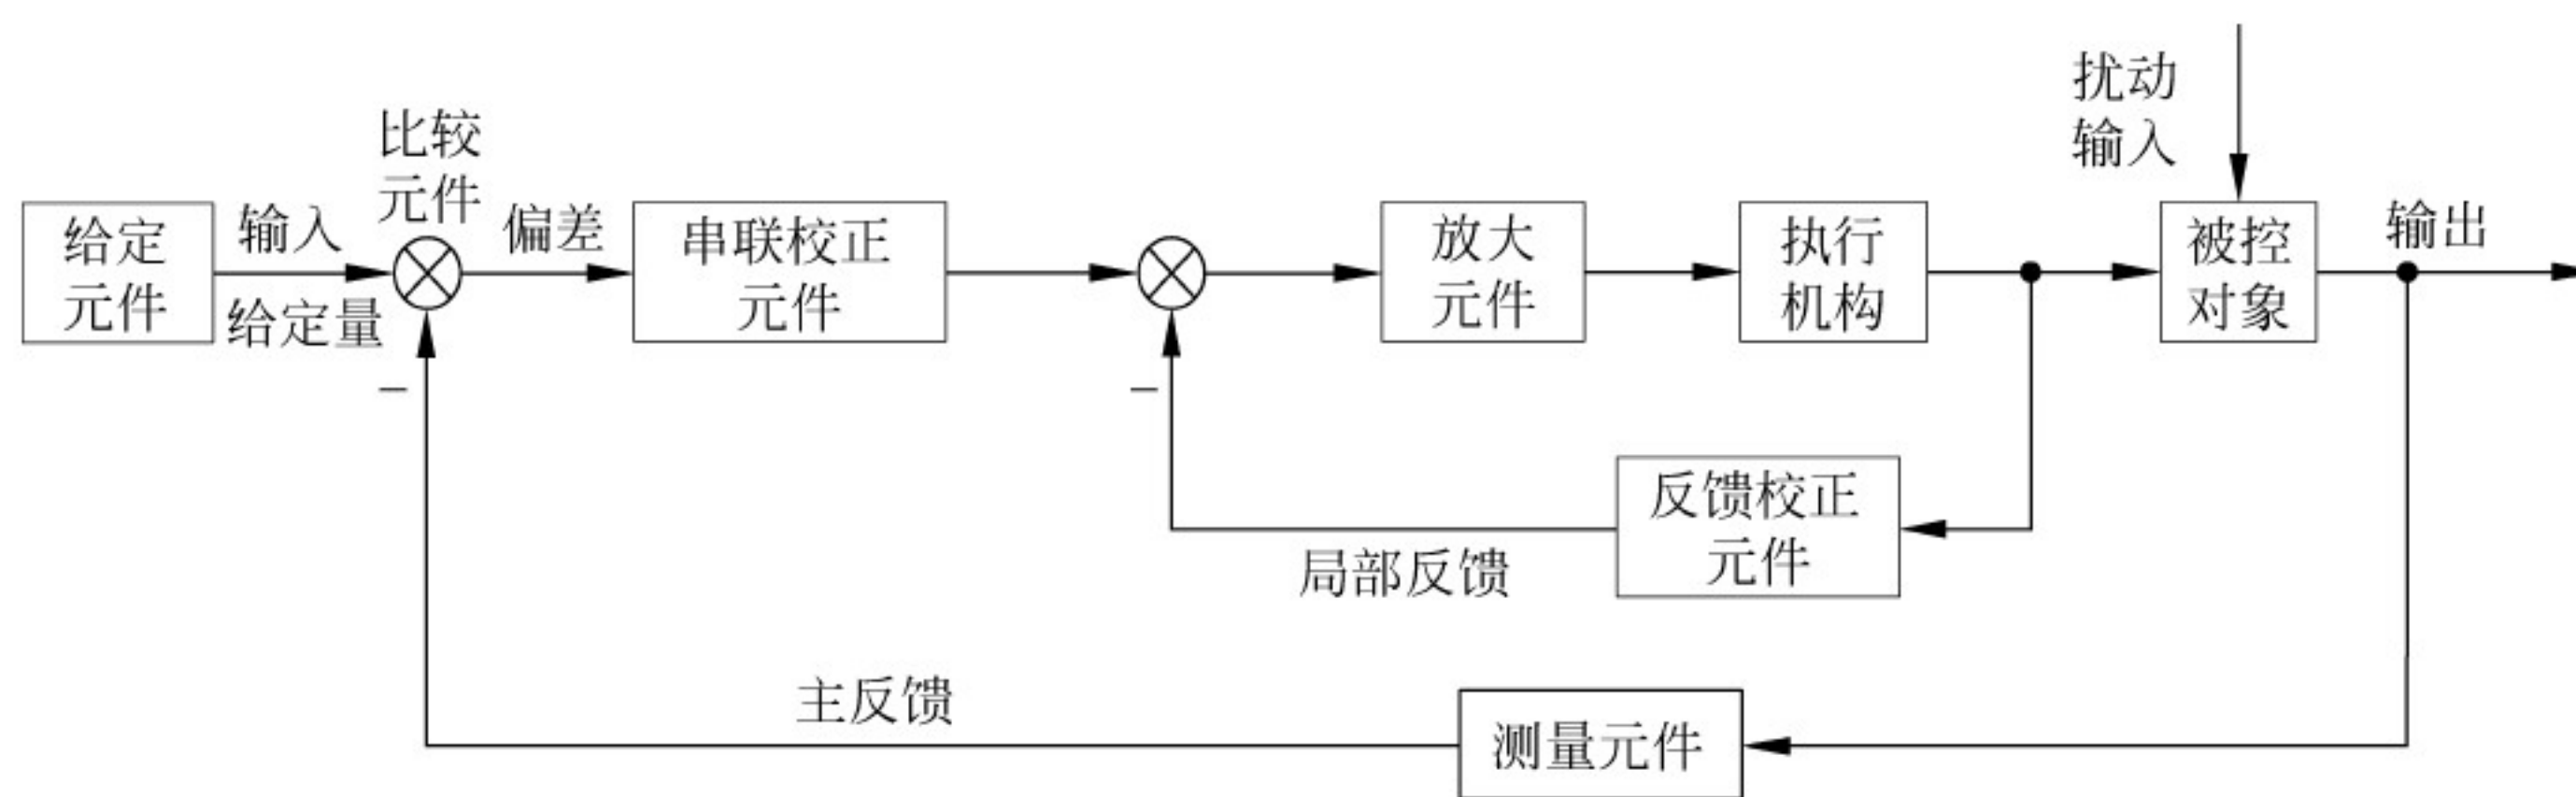 扰动
输入
比较
元件
给定
元件
输入
给定量
偏差
串联校正
元件
放大
元件
执行
机构
被控
对象
输出
–
–
反馈校正
元件
局部反馈
主反馈
测量元件